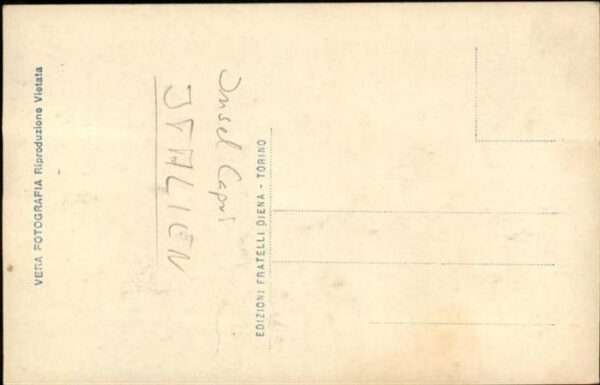 VERA FOTOGRAFIA Riproduzione Vietata
ITALIEN
Insel Capri
EDIZIONI FRATELLI DIENA - TORINO